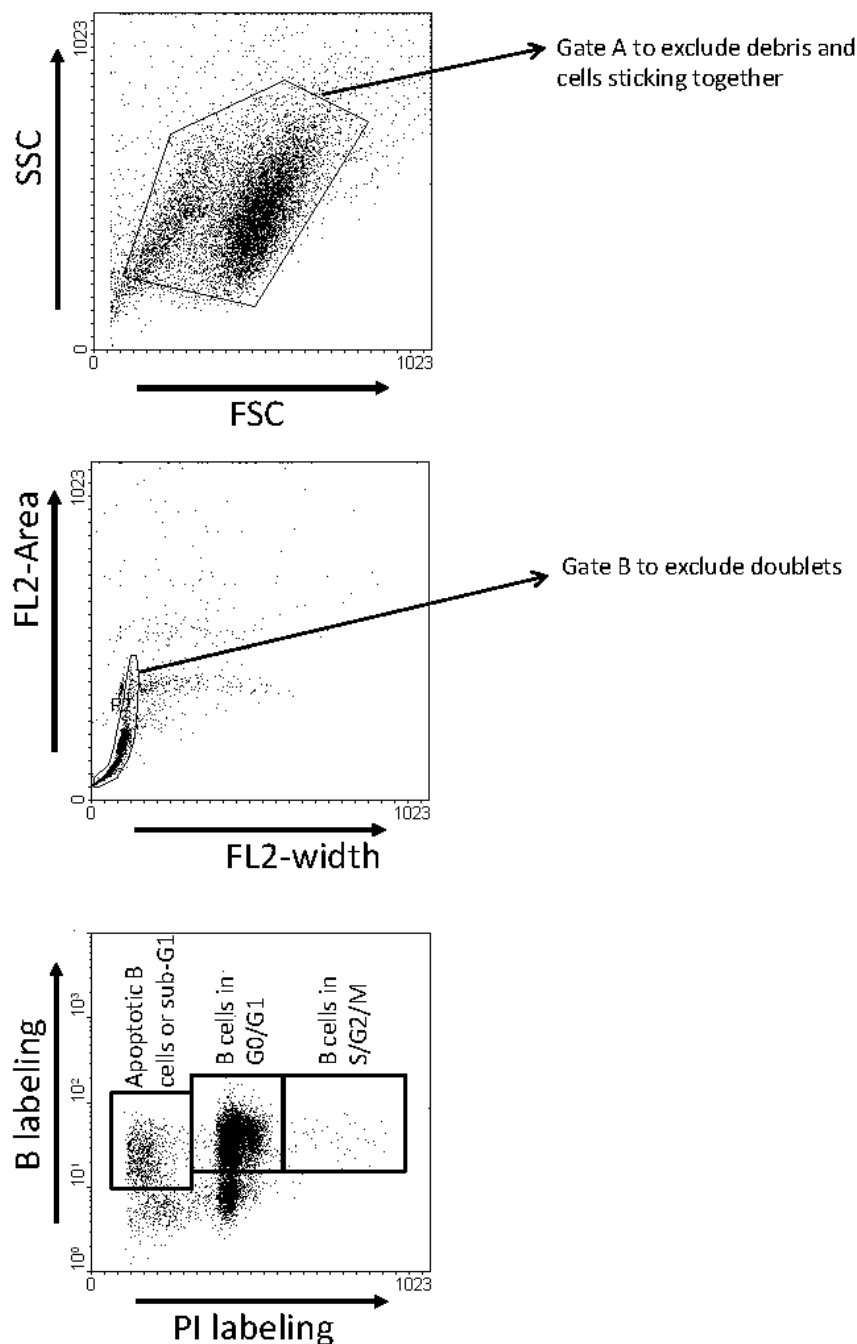 1023
SSC
0
0
1023
FSC
Gate A to exclude debris and
cells sticking together
1023
FL2-Area
0
0
1023
FL2-width
Gate B to exclude doublets
B labeling
10³
10²
10¹
10⁰
Apoptotic B
cells or sub-G1
B cells in
G0/G1
B cells in
S/G2/M
0
1023
PI labeling